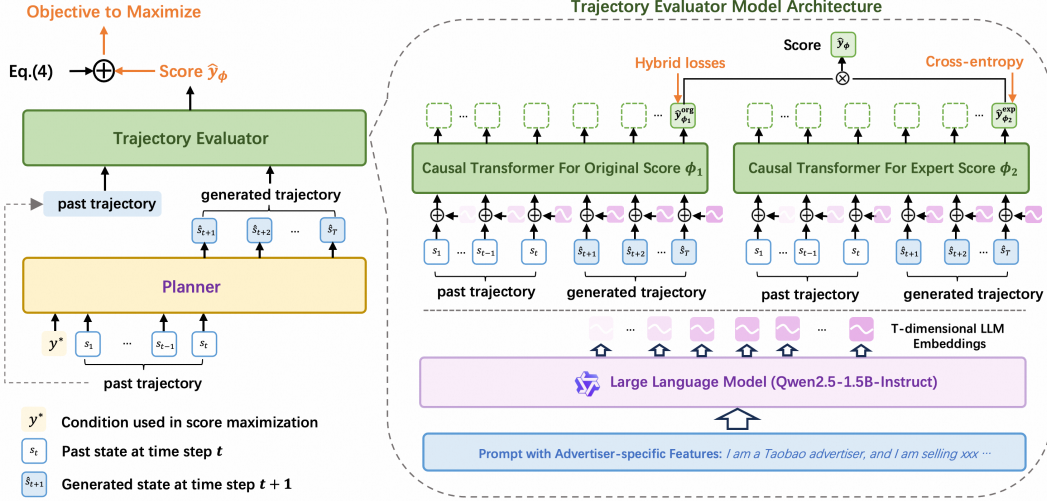 Objective to Maximize
Eq.(4)
Score ŷ_ϕ
Trajectory Evaluator
past trajectory
generated trajectory
ŝ_{t+1} ŝ_{t+2} ... ŝ_T
Planner
y* s_1 ... s_{t−1} s_t
past trajectory
y* Condition used in score maximization
s_t Past state at time step t
ŝ_{t+1} Generated state at time step t + 1
Trajectory Evaluator Model Architecture
Score ŷ_ϕ
Hybrid losses
Cross-entropy
... ... ŷ^{org}_{ϕ_1}
... ... ŷ^{exp}_{ϕ_2}
Causal Transformer For Original Score ϕ_1
Causal Transformer For Expert Score ϕ_2
s_1 ... s_{t−1} s_t ŝ_{t+1} ŝ_{t+2} ... ŝ_T
s_1 ... s_{t−1} s_t ŝ_{t+1} ŝ_{t+2} ... ŝ_T
past trajectory generated trajectory
past trajectory generated trajectory
... ...
T-dimensional LLM
Embeddings
Large Language Model (Qwen2.5-1.5B-Instruct)
Prompt with Advertiser-specific Features: I am a Taobao advertiser, and I am selling xxx ...